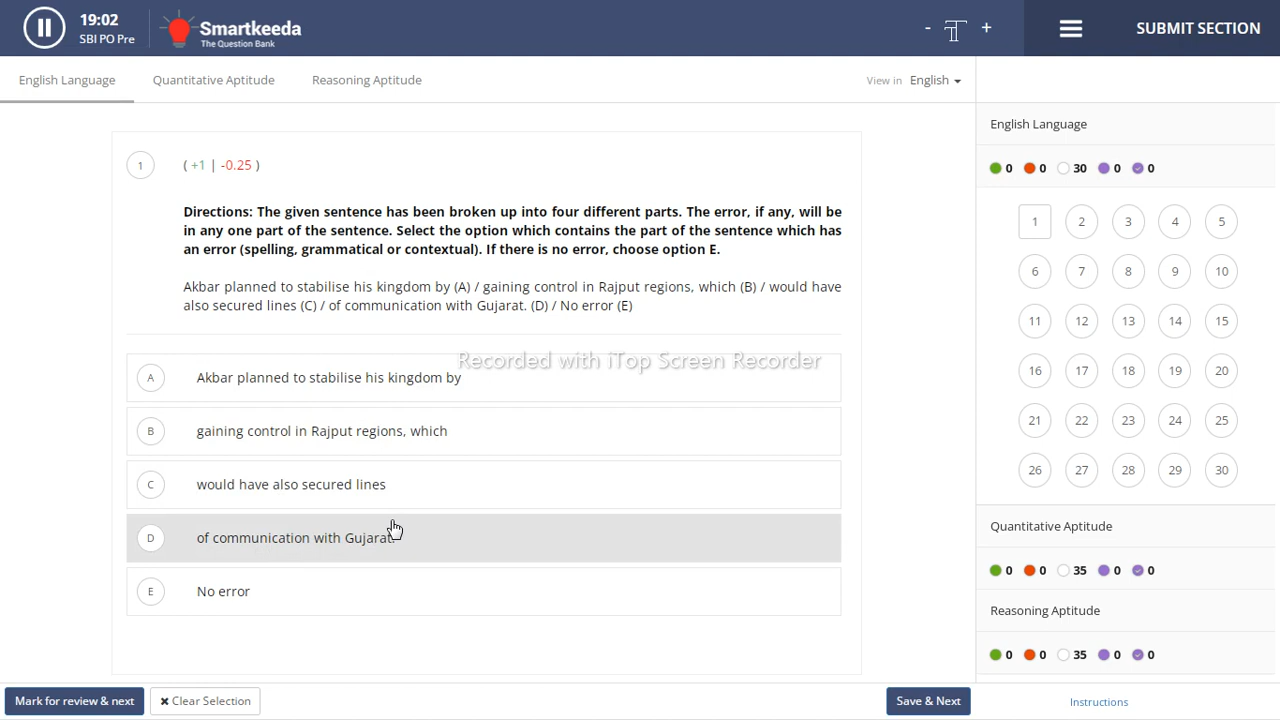 19:02
SBI PO Pre
Smartkeeda
The Question Bank
- T +
SUBMIT SECTION
English Language Quantitative Aptitude Reasoning Aptitude
View in English
English Language
0 0 30 0 0
1 ( +1 | -0.25 )
Directions: The given sentence has been broken up into four different parts. The error, if any, will be
in any one part of the sentence. Select the option which contains the part of the sentence which has
an error (spelling, grammatical or contextual). If there is no error, choose option E.
Akbar planned to stabilise his kingdom by (A) / gaining control in Rajput regions, which (B) / would have
also secured lines (C) / of communication with Gujarat. (D) / No error (E)
Recorded with iTop Screen Recorder
A Akbar planned to stabilise his kingdom by
B gaining control in Rajput regions, which
C would have also secured lines
D of communication with Gujarat.
E No error
1 2 3 4 5
6 7 8 9 10
11 12 13 14 15
16 17 18 19 20
21 22 23 24 25
26 27 28 29 30
Quantitative Aptitude
0 0 35 0 0
Reasoning Aptitude
0 0 35 0 0
Mark for review & next
Clear Selection
Save & Next
Instructions